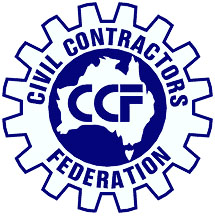 CIVIL CONTRACTORS
CCF
FEDERATION